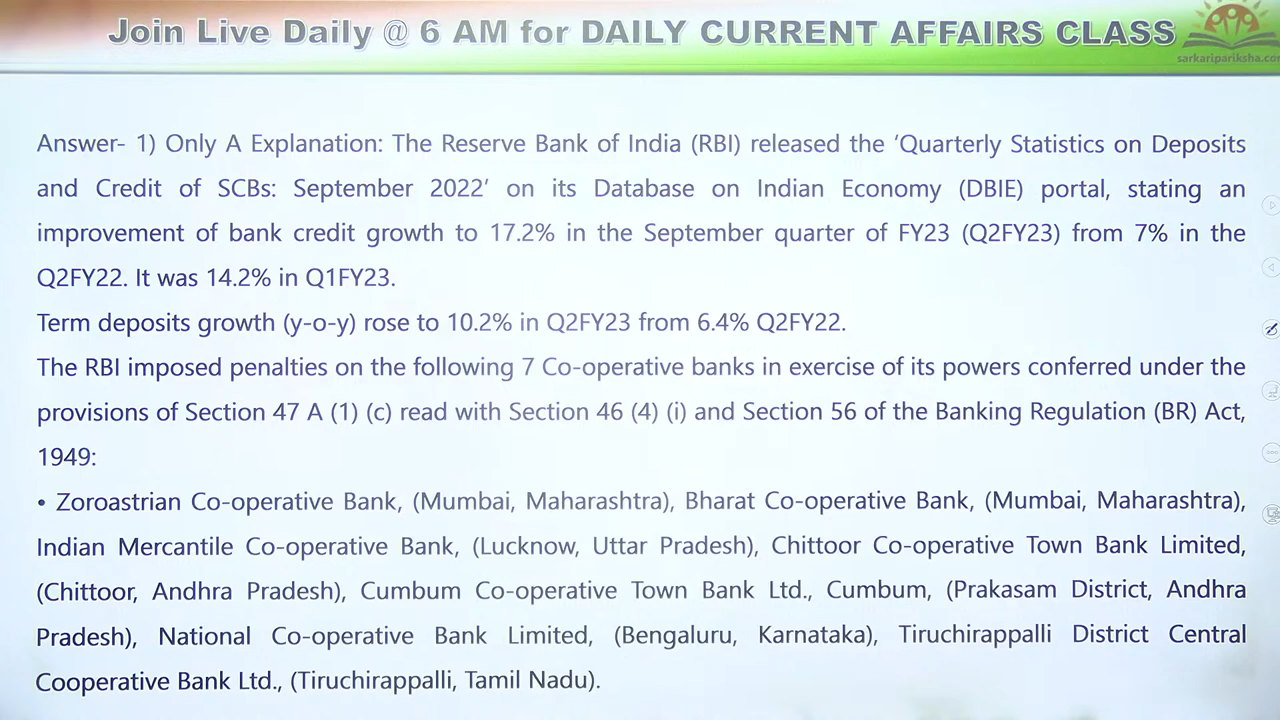 Join Live Daily @ 6 AM for DAILY CURRENT AFFAIRS CLASS
sarkaripariksha.com
Answer- 1) Only A Explanation: The Reserve Bank of India (RBI) released the ‘Quarterly Statistics on Deposits
and Credit of SCBs: September 2022’ on its Database on Indian Economy (DBIE) portal, stating an
improvement of bank credit growth to 17.2% in the September quarter of FY23 (Q2FY23) from 7% in the
Q2FY22. It was 14.2% in Q1FY23.
Term deposits growth (y-o-y) rose to 10.2% in Q2FY23 from 6.4% Q2FY22.
The RBI imposed penalties on the following 7 Co-operative banks in exercise of its powers conferred under the
provisions of Section 47 A (1) (c) read with Section 46 (4) (i) and Section 56 of the Banking Regulation (BR) Act,
1949:
• Zoroastrian Co-operative Bank, (Mumbai, Maharashtra), Bharat Co-operative Bank, (Mumbai, Maharashtra),
Indian Mercantile Co-operative Bank, (Lucknow, Uttar Pradesh), Chittoor Co-operative Town Bank Limited,
(Chittoor, Andhra Pradesh), Cumbum Co-operative Town Bank Ltd., Cumbum, (Prakasam District, Andhra
Pradesh), National Co-operative Bank Limited, (Bengaluru, Karnataka), Tiruchirappalli District Central
Cooperative Bank Ltd., (Tiruchirappalli, Tamil Nadu).